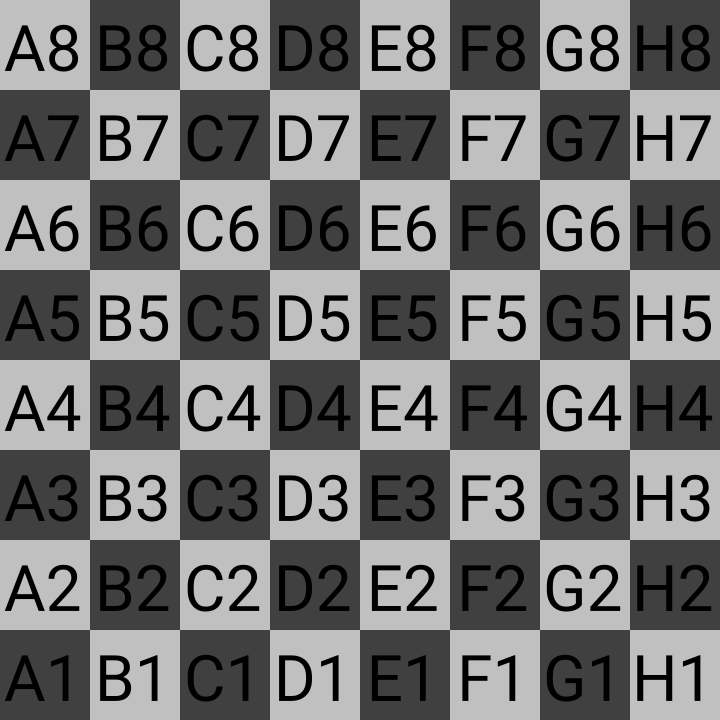 A8 B8 C8 D8 E8 F8 G8 H8
A7 B7 C7 D7 E7 F7 G7 H7
A6 B6 C6 D6 E6 F6 G6 H6
A5 B5 C5 D5 E5 F5 G5 H5
A4 B4 C4 D4 E4 F4 G4 H4
A3 B3 C3 D3 E3 F3 G3 H3
A2 B2 C2 D2 E2 F2 G2 H2
A1 B1 C1 D1 E1 F1 G1 H1